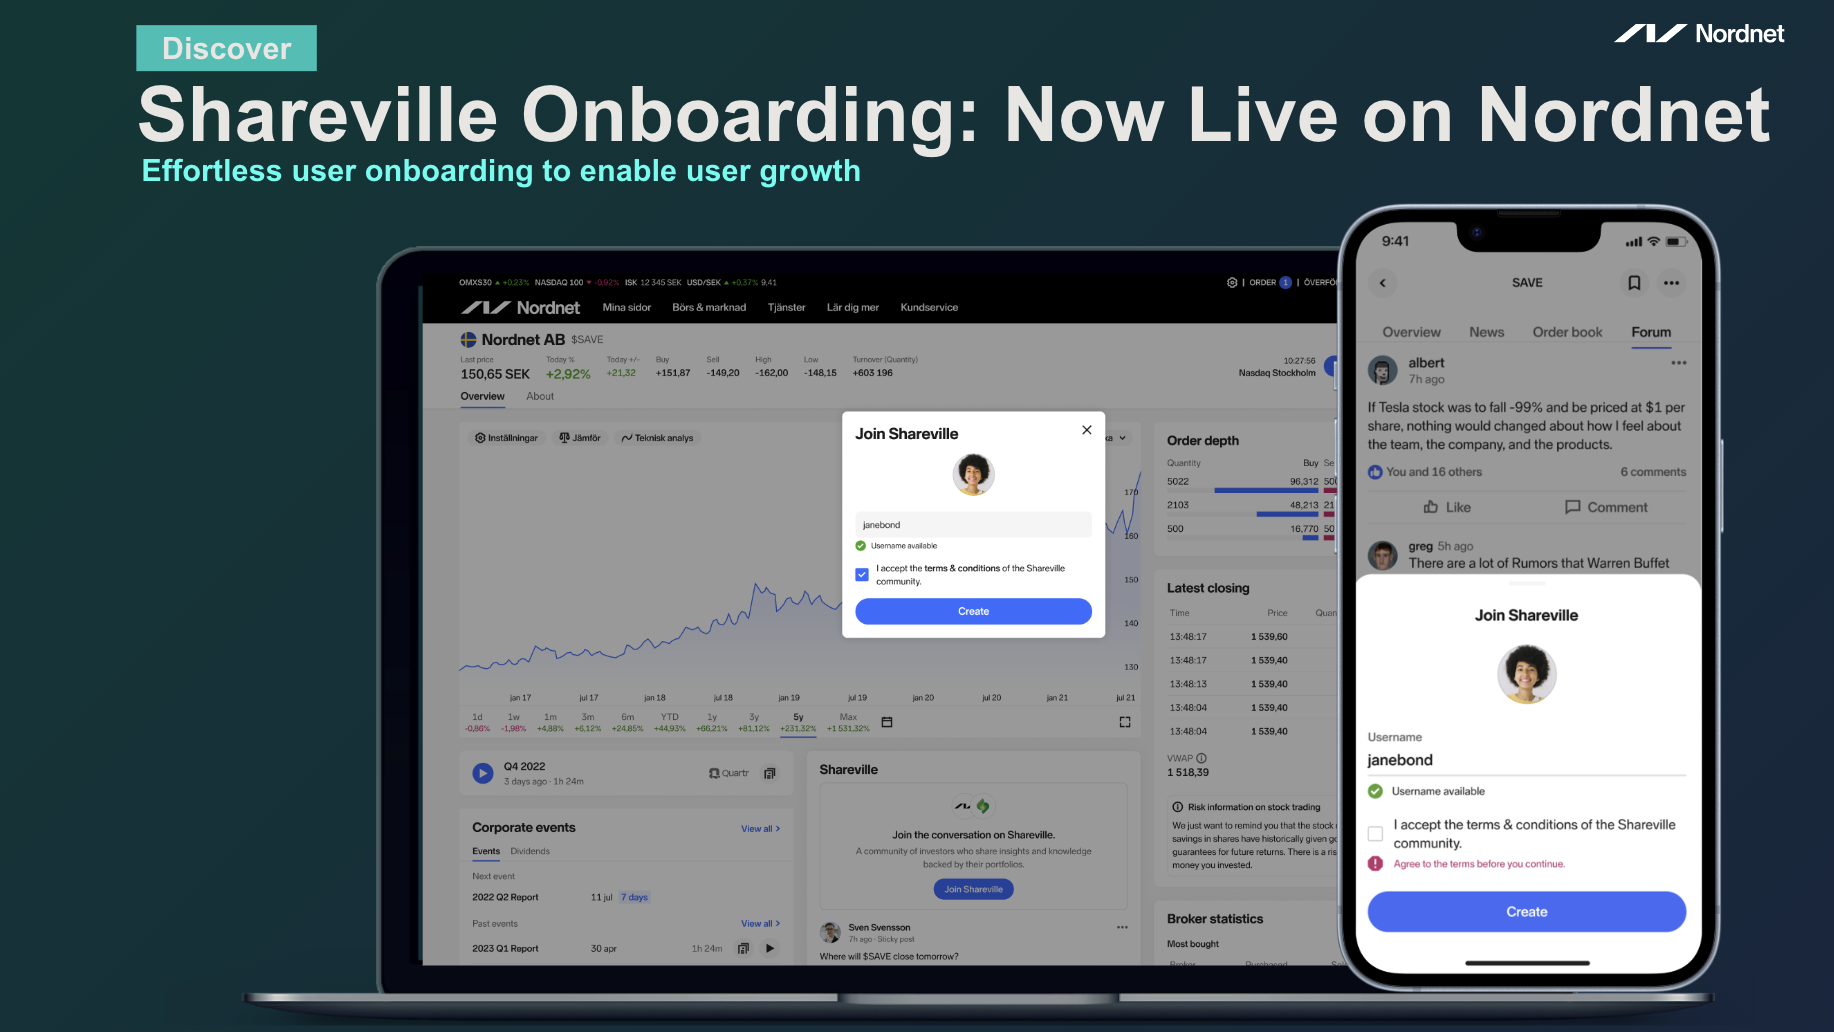 Discover
Nordnet
Shareville Onboarding: Now Live on Nordnet
Effortless user onboarding to enable user growth
OMXS30 ▲ +0.23% NASDAQ 100 ▼ -0,92% ISK 12 345 SEK USD/SEK ▲ +0.37% 9,41
ORDER 1 | ÖVERFÖ
Nordnet Mina sidor Börs & marknad Tjänster Lär dig mer Kundservice
Nordnet AB $SAVE
Last price Today % Today +/- Buy Sell High Low Turnover (Quantity)
150,65 SEK +2,92% +21,32 +151,87 -149,20 -162,00 -148,15 +603 196
10:27:56
Nasdaq Stockholm
Overview About
Inställningar Jämför Teknisk analys
170
160
150
140
130
jan 17 jul 17 jan 18 jul 18 jan 19 jul 19 jan 20 jul 20 jan 21 jul 21
1d 1w 1m 3m 6m YTD 1y 3y 5y Max
-0,86% -1,98% +4,88% +6,12% +24,85% +44,93% +66,21% +81,12% +231,32% +1 531,32%
Join Shareville
janebond
Username available
I accept the terms & conditions of the Shareville
community.
Create
Order depth
Quantity Buy Se
5022 96,312 50
2103 48,213 21
500 16,770 50
Latest closing
Time Price Quan
13:48:17 1 539,60
13:48:17 1 539,40
13:48:13 1 539,40
13:48:04 1 539,40
13:48:04 1 539,40
VWAP
1 518,39
Risk information on stock trading
We just want to remind you that the stock
savings in shares have historically given g
guarantees for future returns. There is a ris
money you invested.
Broker statistics
Most bought
Broker Purchased
Q4 2022
3 days ago · 1h 24m
Quartr
Corporate events View all >
Events Dividends
Next event
2022 Q2 Report 11 jul 7 days
Past events View all >
2023 Q1 Report 30 apr 1h 24m
Shareville
Join the conversation on Shareville.
A community of investors who share insights and knowledge
backed by their portfolios.
Join Shareville
Sven Svensson
7h ago · Sticky post
Where will $SAVE close tomorrow?
9:41
SAVE
Overview News Order book Forum
albert
7h ago
If Tesla stock was to fall -99% and be priced at $1 per
share, nothing would changed about how I feel about
the team, the company, and the products.
You and 16 others 6 comments
Like Comment
greg 5h ago
There are a lot of Rumors that Warren Buffet
Join Shareville
Username
janebond
Username available
I accept the terms & conditions of the Shareville
community.
Agree to the terms before you continue.
Create